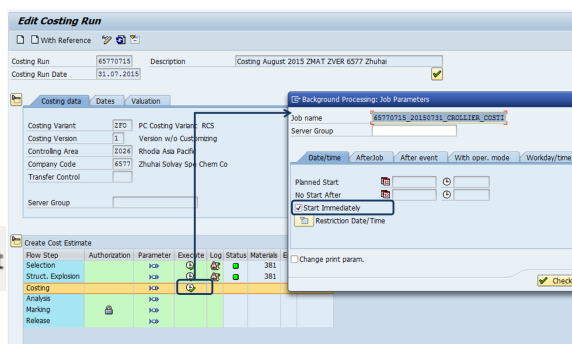 Edit Costing Run
With Reference
Costing Run 65770715 Description Costing August 2015 ZMAT ZVER 6577 Zhuhai
Costing Run Date 31.07.2015
Costing data Dates Valuation
Costing Variant ZF0 PC Costing Variant RCS
Costing Version 1 Version w/o Customizing
Controlling Area Z026 Rhodia Asia Pacific
Company Code 6577 Zhuhai Solvay Spe Chem Co
Transfer Control
Server Group
Create Cost Estimate
Flow Step Authorization Parameter Execute Log Status Materials E
Selection 381
Struct. Explosion 381
Costing
Analysis
Marking
Release
Background Processing: Job Parameters
Job name 65770715_20150731_CROLLIER_COSTI
Server Group
Date/time AfterJob After event With oper. mode Workday/time
Planned Start
No Start After
Start Immediately
Restriction Date/Time
Change print param.
Check